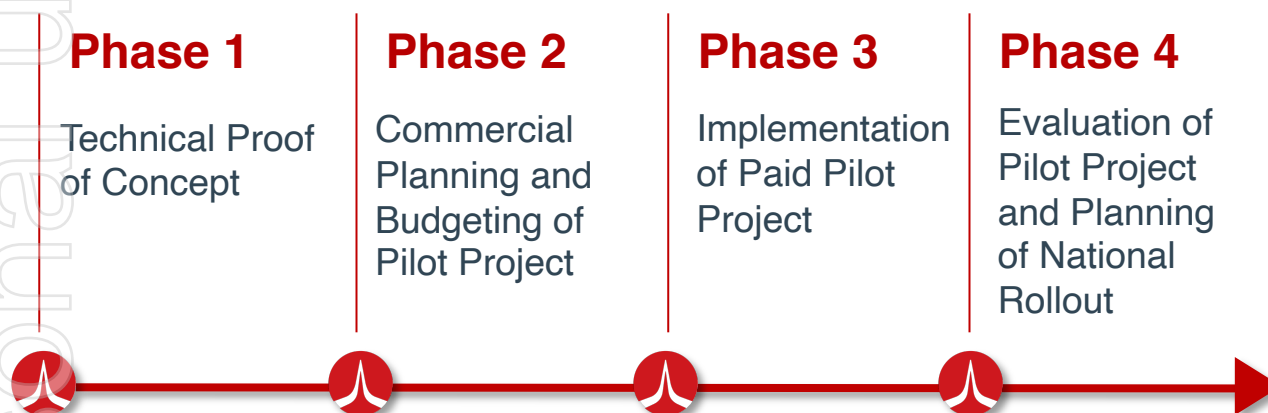 Phase 1
Technical Proof
of Concept
Phase 2
Commercial
Planning and
Budgeting of
Pilot Project
Phase 3
Implementation
of Paid Pilot
Project
Phase 4
Evaluation of
Pilot Project
and Planning
of National
Rollout